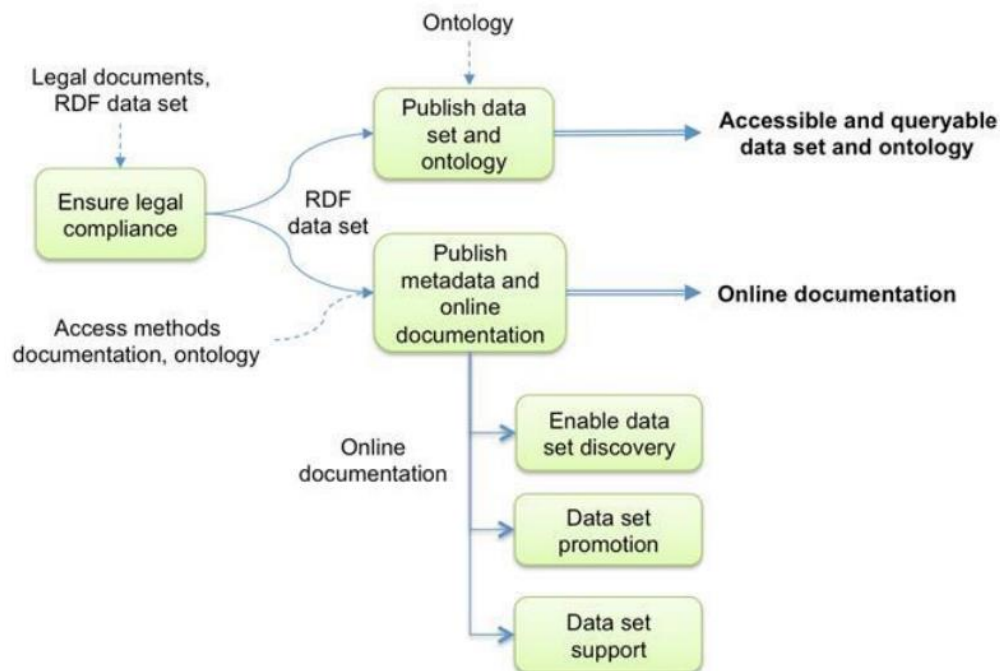 Ontology
Legal documents,
RDF data set
Publish data
set and
ontology
Accessible and queryable
data set and ontology
Ensure legal
compliance
RDF
data set
Publish
metadata and
online
documentation
Online documentation
Access methods
documentation, ontology
Enable data
set discovery
Online
documentation
Data set
promotion
Data set
support